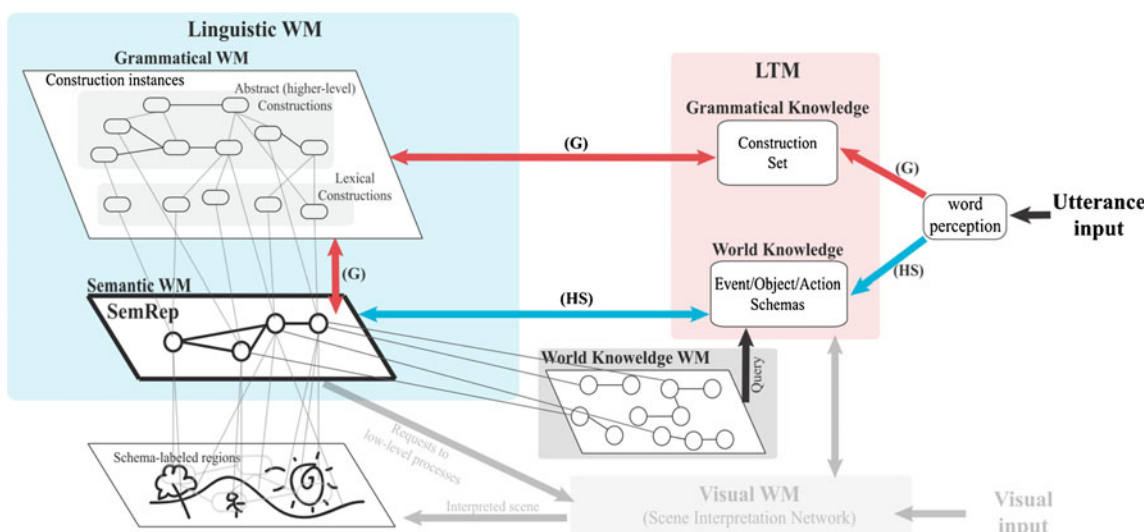 Linguistic WM
Grammatical WM
Construction instances
Abstract (higher-level)
Constructions
Lexical
Constructions
(G)
Semantic WM
SemRep
(G)
(HS)
LTM
Grammatical Knowledge
Construction
Set
World Knowledge
Event/Object/Action
Schemas
(G)
(HS)
word
perception
Utterance
input
World Knoweldge WM
Query
Requests to
low-level processes
Schema-labeled regions
Interpreted scene
Visual WM
(Scene Interpretation Network)
Visual
input